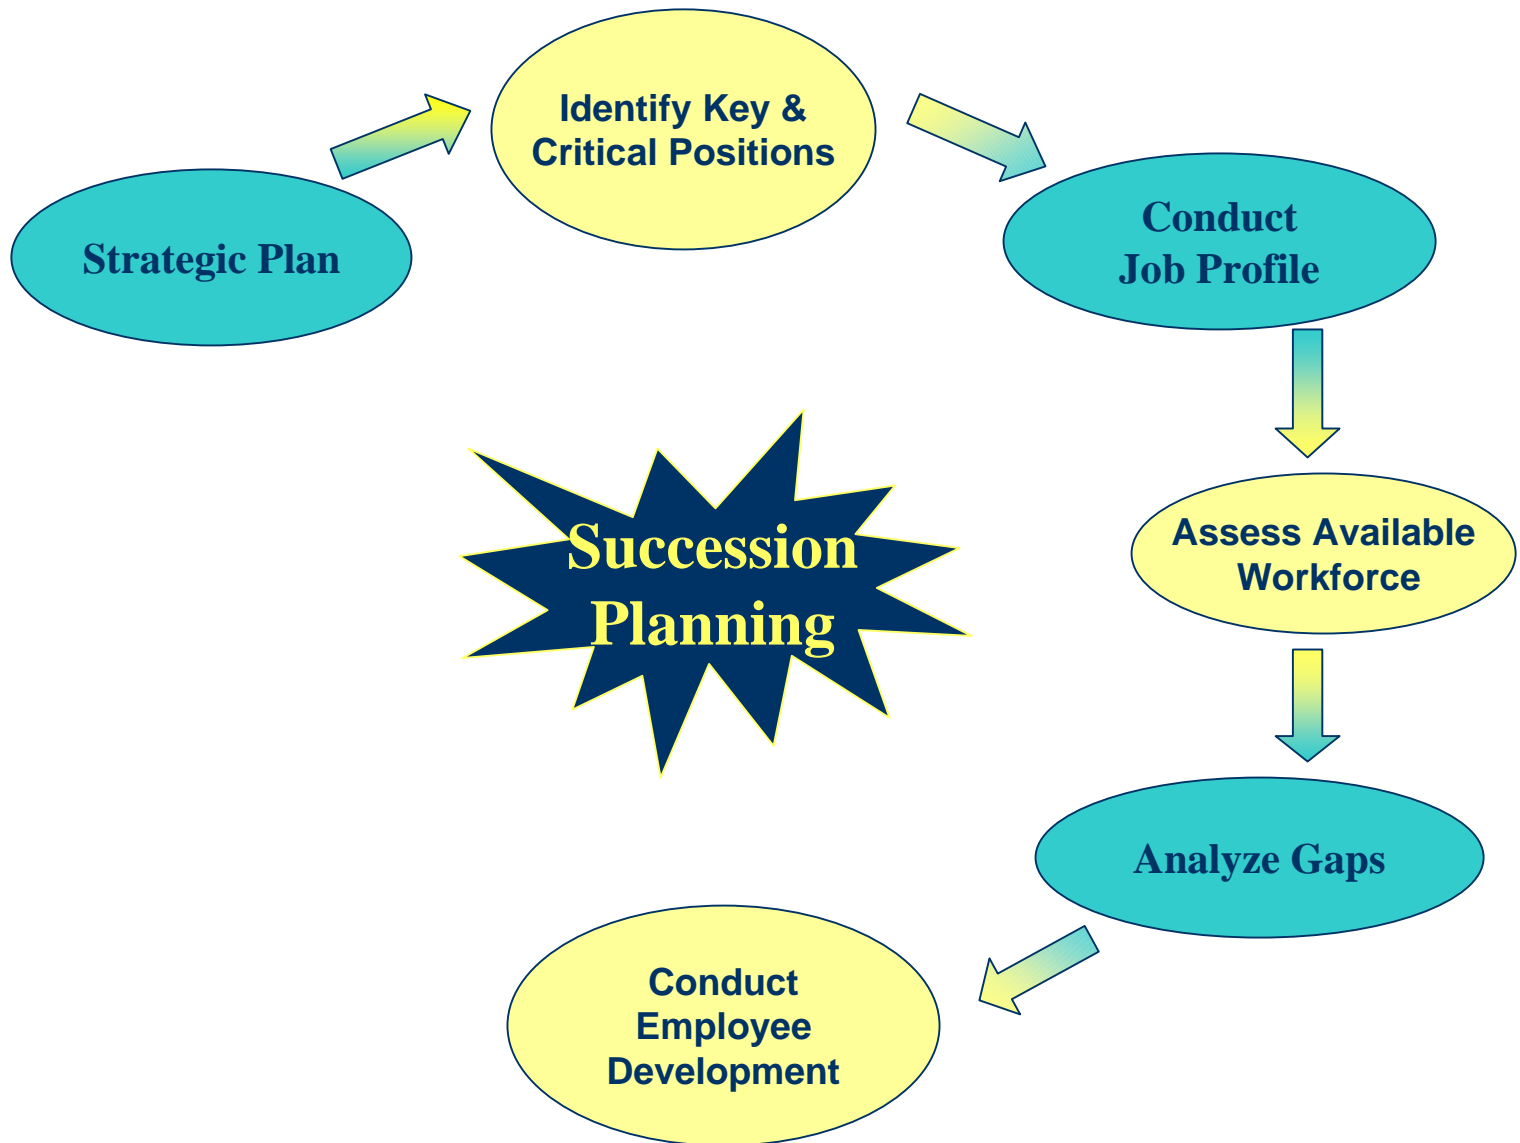 Identify Key &
Critical Positions
Strategic Plan
Conduct
Job Profile
Succession
Planning
Assess Available
Workforce
Analyze Gaps
Conduct
Employee
Development